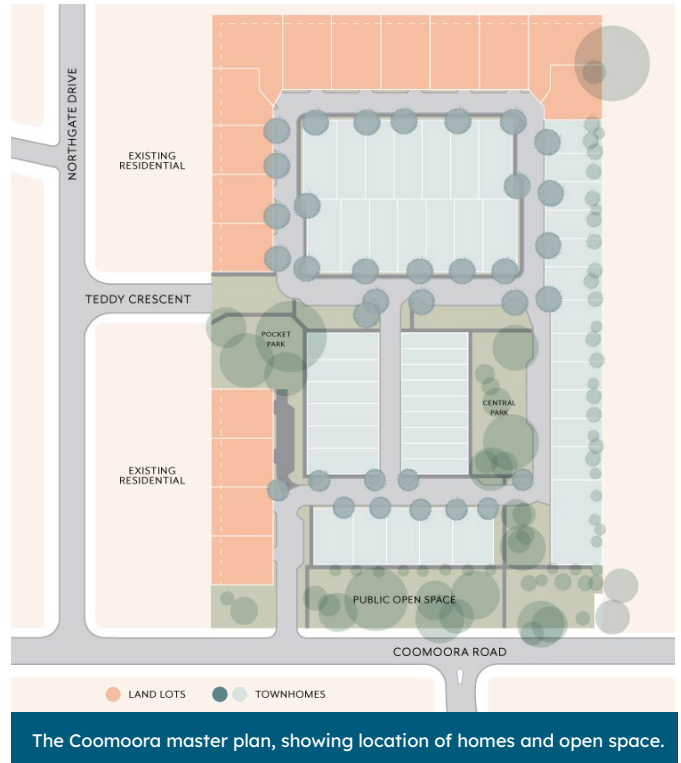 NORTHGATE DRIVE
EXISTING
RESIDENTIAL
TEDDY CRESCENT
POCKET
PARK
CENTRAL
PARK
EXISTING
RESIDENTIAL
PUBLIC OPEN SPACE
COOMOORA ROAD
LAND LOTS
TOWNHOMES
The Coomoora master plan, showing location of homes and open space.